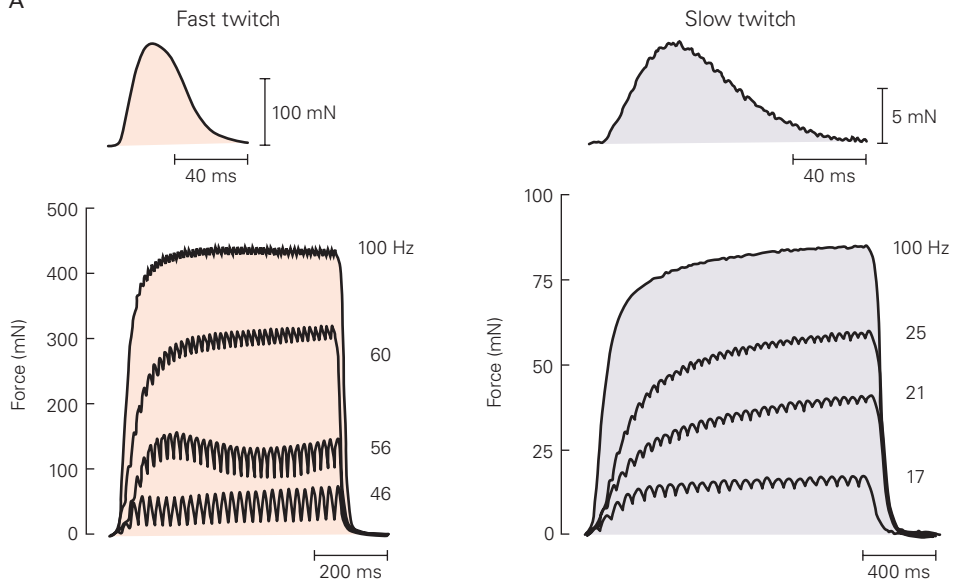 A
Fast twitch
100 mN
40 ms
Slow twitch
5 mN
40 ms
Force (mN)
500
400
300
200
100
0
100 Hz
60
56
46
200 ms
Force (mN)
100
75
50
25
0
100 Hz
25
21
17
400 ms